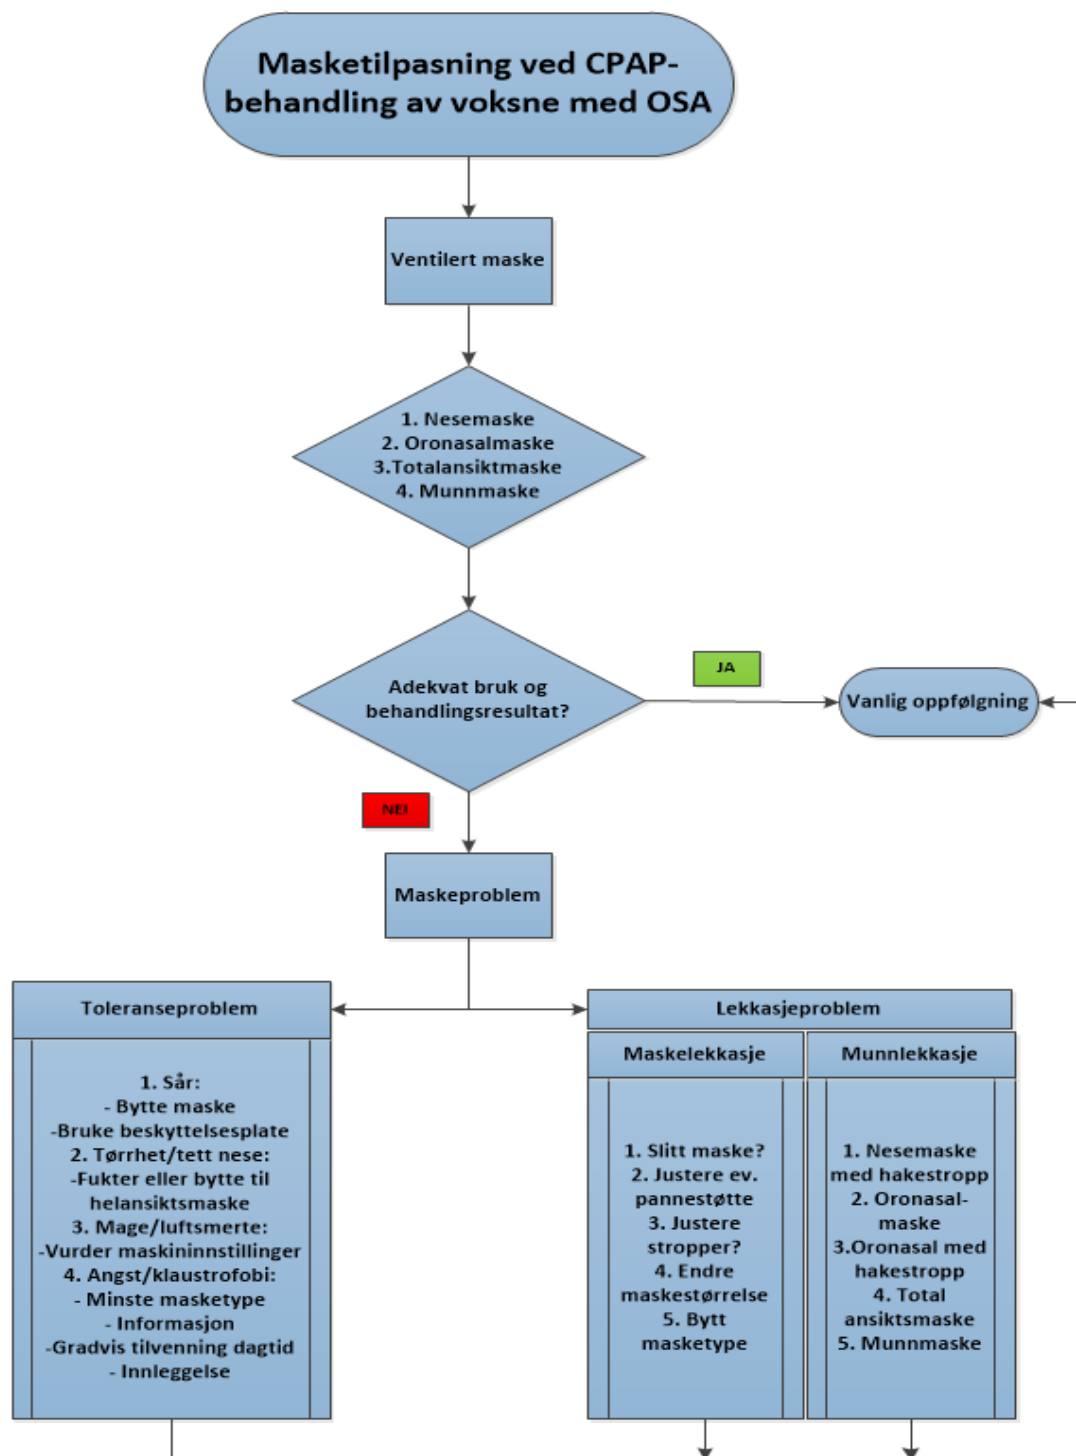 Masketilpasning ved CPAP-
behandling av voksne med OSA
Ventilert maske
1. Nesemaske
2. Oronasalmaske
3.Totalansiktmaske
4. Munnmaske
Adekvat bruk og
behandlingsresultat?
JA
Vanlig oppfølgning
NEI
Maskeproblem
Toleranseproblem
1. Sår:
- Bytte maske
-Bruke beskyttelsesplate
2. Tørrhet/tett nese:
-Fukter eller bytte til
helansiktsmaske
3. Mage/luftsmerte:
-Vurder maskininnstillinger
4. Angst/klaustrofobi:
- Minste masketype
- Informasjon
-Gradvis tilvenning dagtid
- Innleggelse
Lekkasjeproblem
Maskelekkasje
1. Slitt maske?
2. Justere ev.
pannestøtte
3. Justere
stropper?
4. Endre
maskestørrelse
5. Bytt
masketype
Munnlekkasje
1. Nesemaske
med hakestropp
2. Oronasal-
maske
3.Oronasal med
hakestropp
4. Total
ansiktsmaske
5. Munnmaske